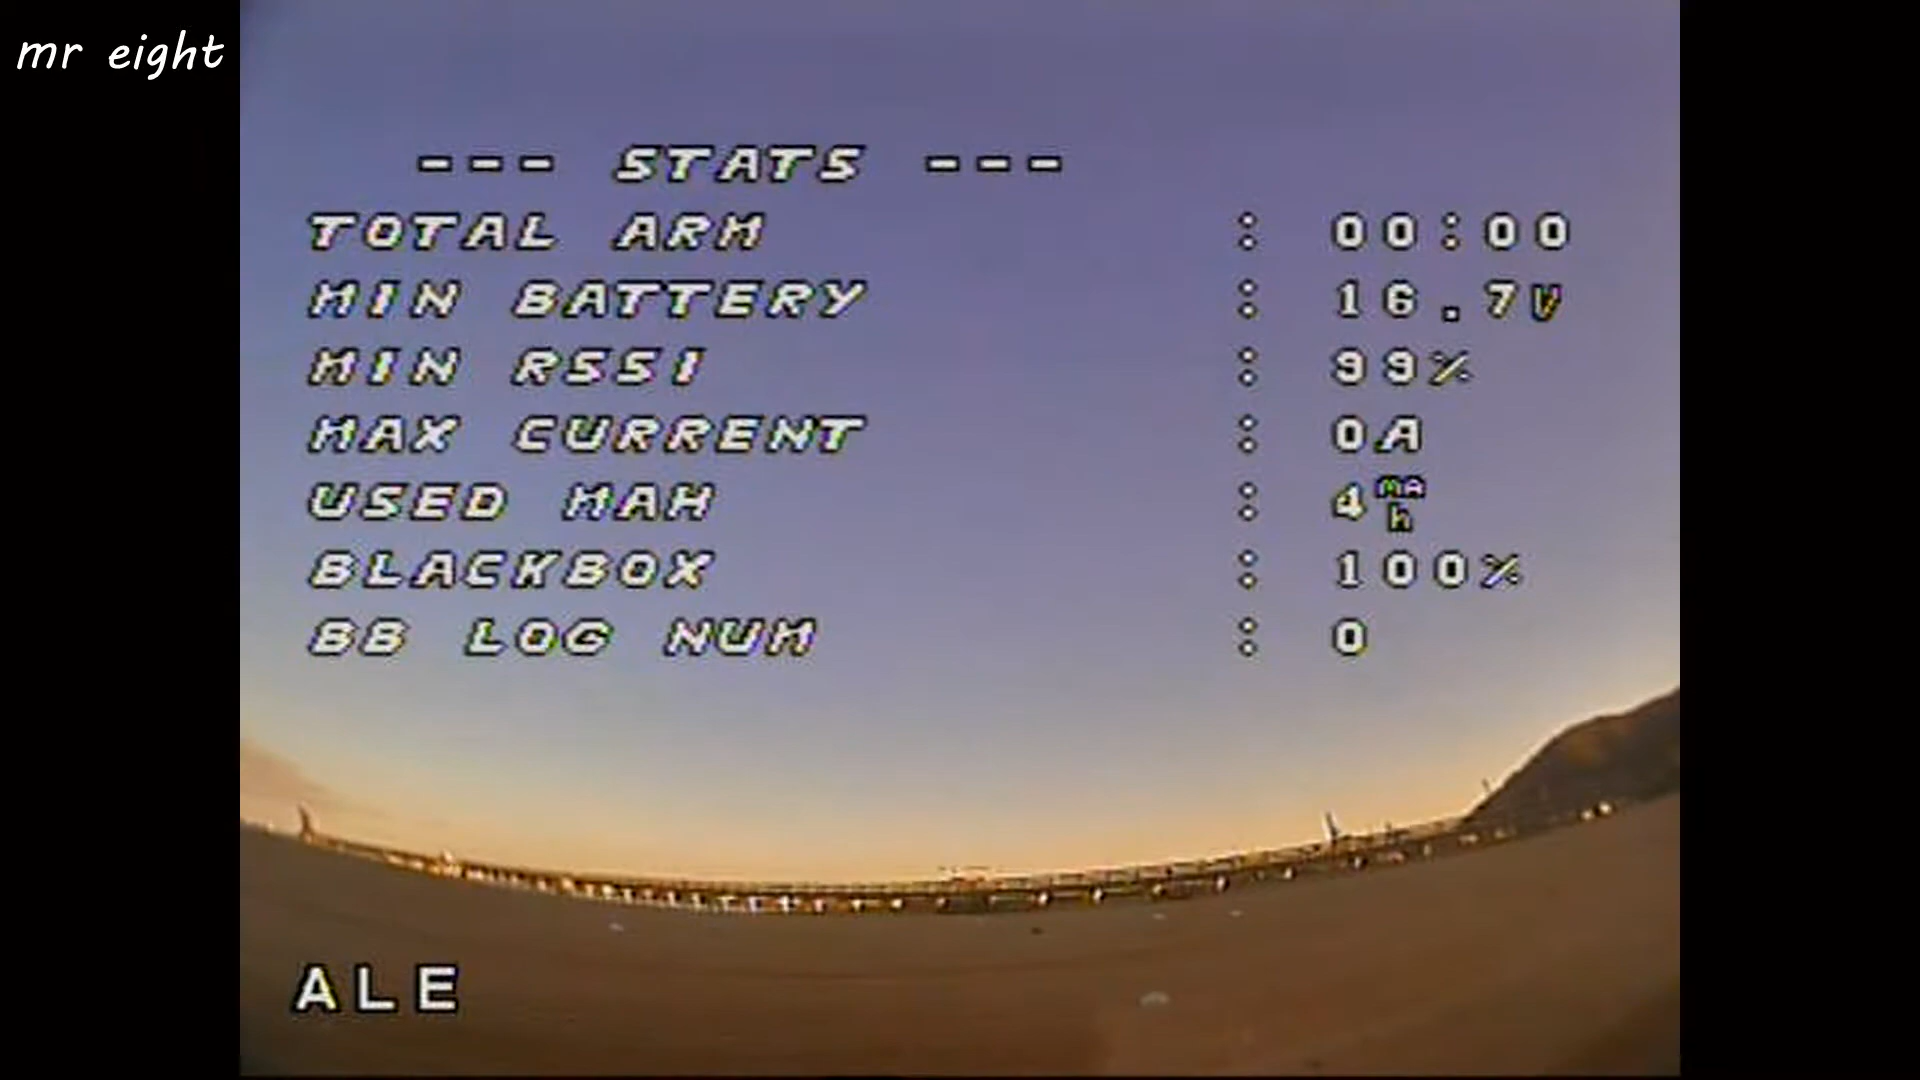 mr eight
--- STATS ---
TOTAL ARM : 00:00
MIN BATTERY : 16.7V
MIN RSSI : 99%
MAX CURRENT : 0A
USED MAH : 4mAh
BLACKBOX : 100%
BB LOG NUM : 0
ALE